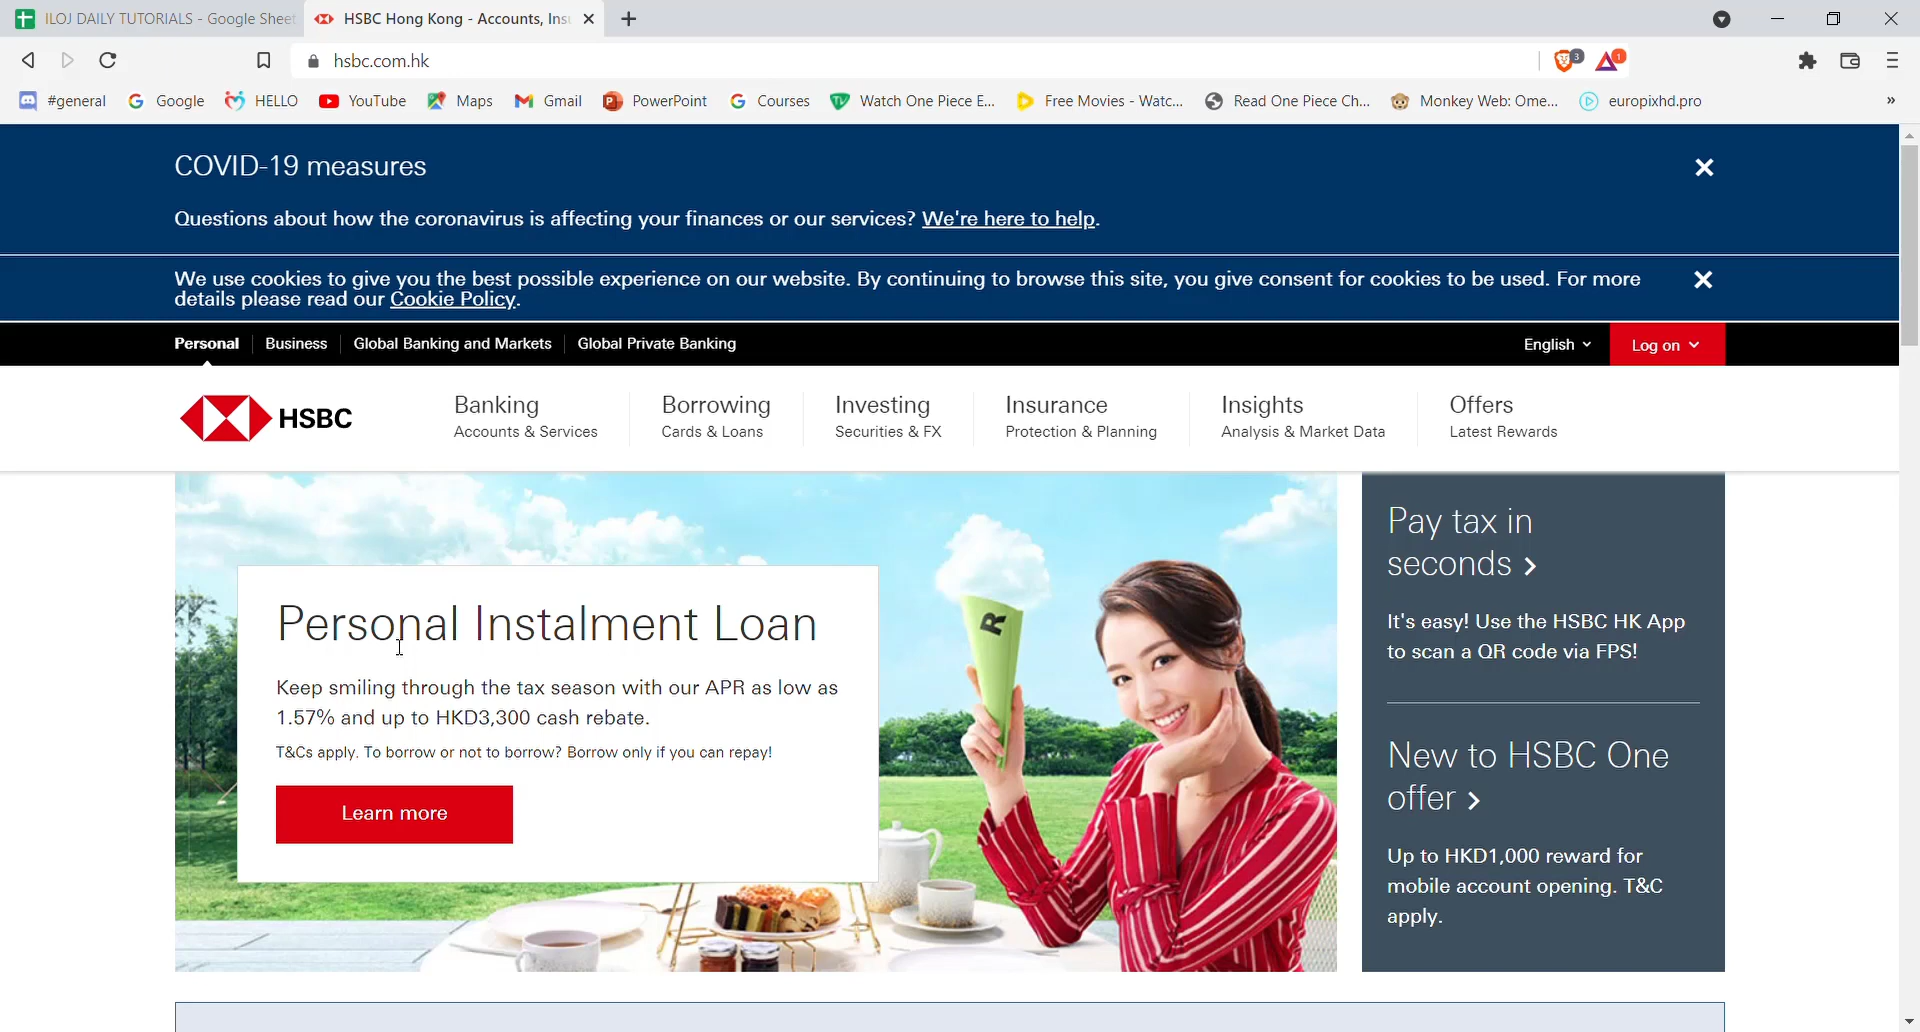 ILOJ DAILY TUTORIALS - Google Sheet
HSBC Hong Kong - Accounts, Ins
hsbc.com.hk
3
1
#general
Google
HELLO
YouTube
Maps
Gmail
PowerPoint
Courses
Watch One Piece E...
Free Movies - Watc...
Read One Piece Ch...
Monkey Web: Ome...
europixhd.pro
»
COVID-19 measures
Questions about how the coronavirus is affecting your finances or our services? We're here to help.
We use cookies to give you the best possible experience on our website. By continuing to browse this site, you give consent for cookies to be used. For more
details please read our Cookie Policy.
Personal
Business
Global Banking and Markets
Global Private Banking
English
Log on
HSBC
Banking
Accounts & Services
Borrowing
Cards & Loans
Investing
Securities & FX
Insurance
Protection & Planning
Insights
Analysis & Market Data
Offers
Latest Rewards
Personal Instalment Loan
Keep smiling through the tax season with our APR as low as
1.57% and up to HKD3,300 cash rebate.
T&Cs apply. To borrow or not to borrow? Borrow only if you can repay!
Learn more
R
Pay tax in
seconds
It's easy! Use the HSBC HK App
to scan a QR code via FPS!
New to HSBC One
offer
Up to HKD1,000 reward for
mobile account opening. T&C
apply.